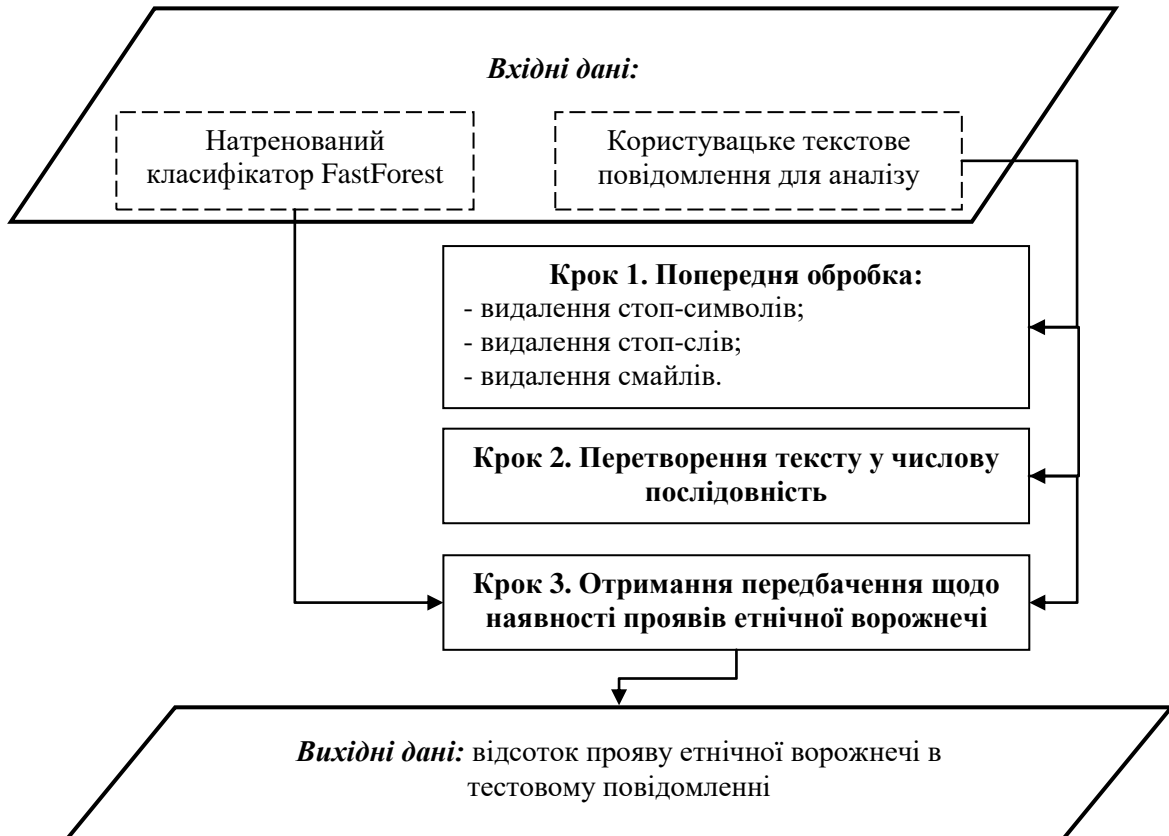 Вхідні дані:
Натренований
класифікатор FastForest
Користувацьке текстове
повідомлення для аналізу
Крок 1. Попередня обробка:
- видалення стоп-символів;
- видалення стоп-слів;
- видалення смайлів.
Крок 2. Перетворення тексту у числову
послідовність
Крок 3. Отримання передбачення щодо
наявності проявів етнічної ворожнечі
Вихідні дані: відсоток прояву етнічної ворожнечі в
тестовому повідомленні